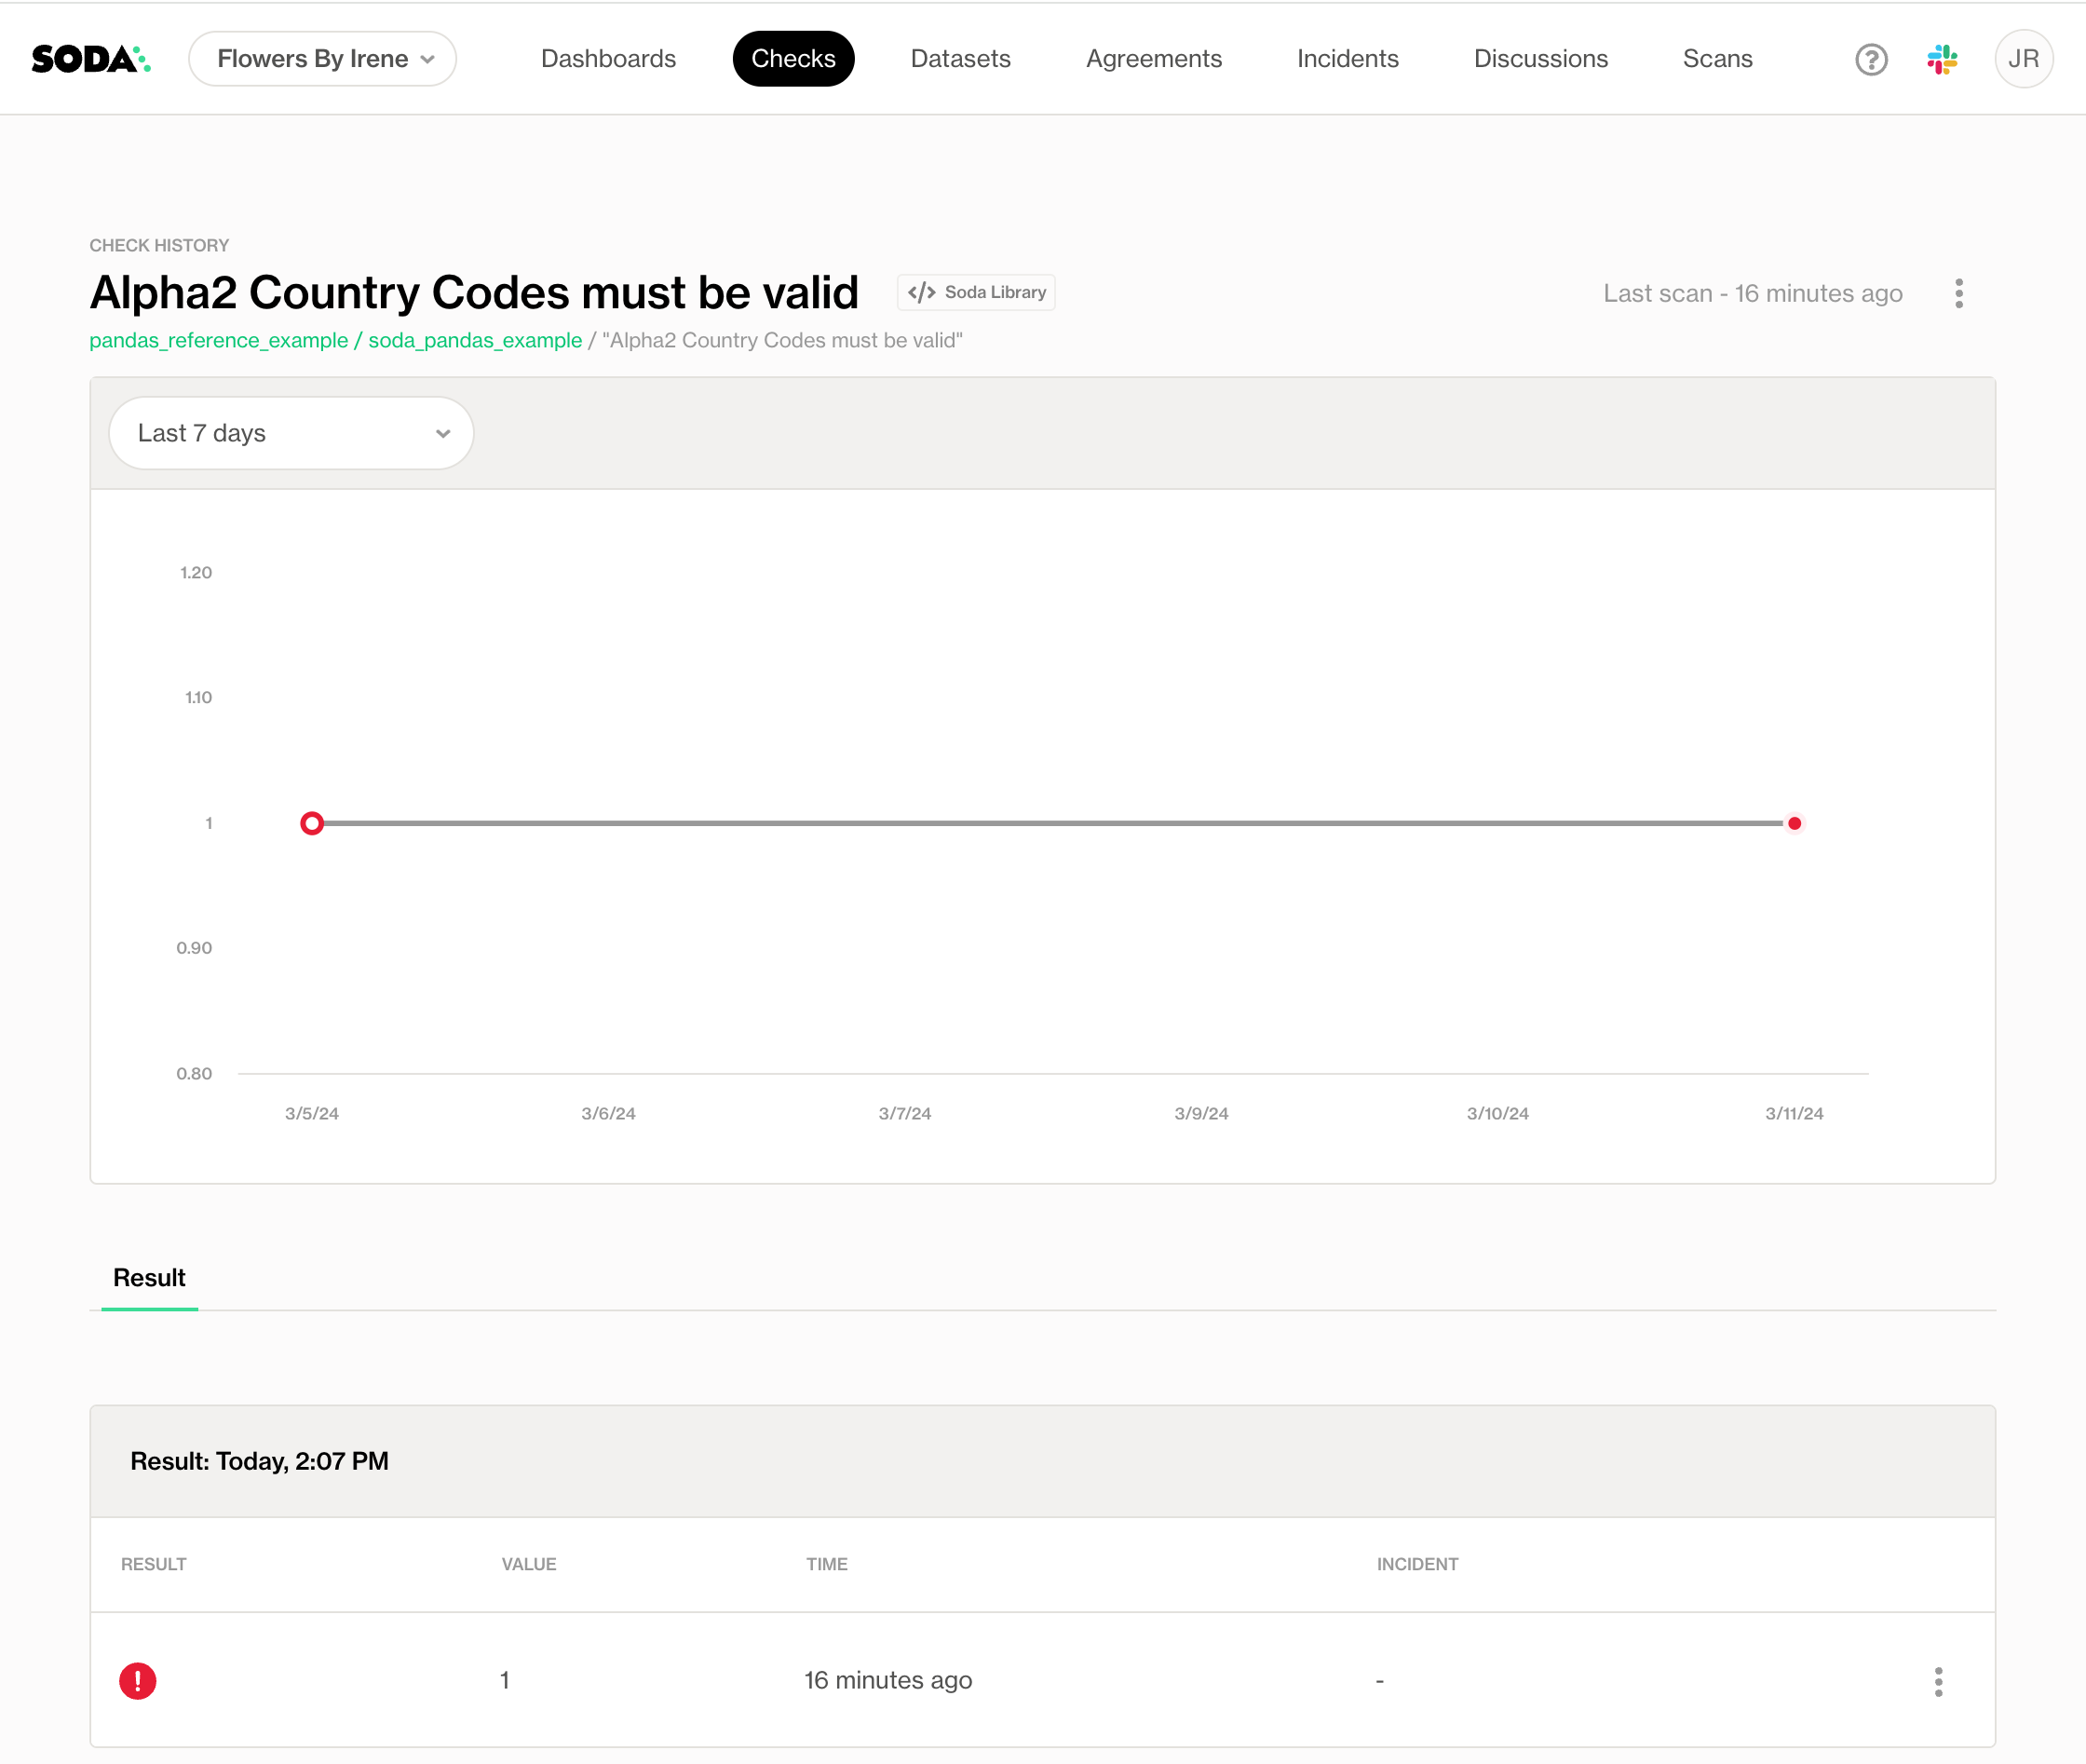 SODA
Flowers By Irene
Dashboards
Checks
Datasets
Agreements
Incidents
Discussions
Scans
?
JR
CHECK HISTORY
Alpha2 Country Codes must be valid
</> Soda Library
Last scan - 16 minutes ago
pandas_reference_example / soda_pandas_example / "Alpha2 Country Codes must be valid"
Last 7 days
1.20
1.10
1
0.90
0.80
3/5/24
3/6/24
3/7/24
3/9/24
3/10/24
3/11/24
Result
Result: Today, 2:07 PM
RESULT
VALUE
TIME
INCIDENT
!
1
16 minutes ago
-